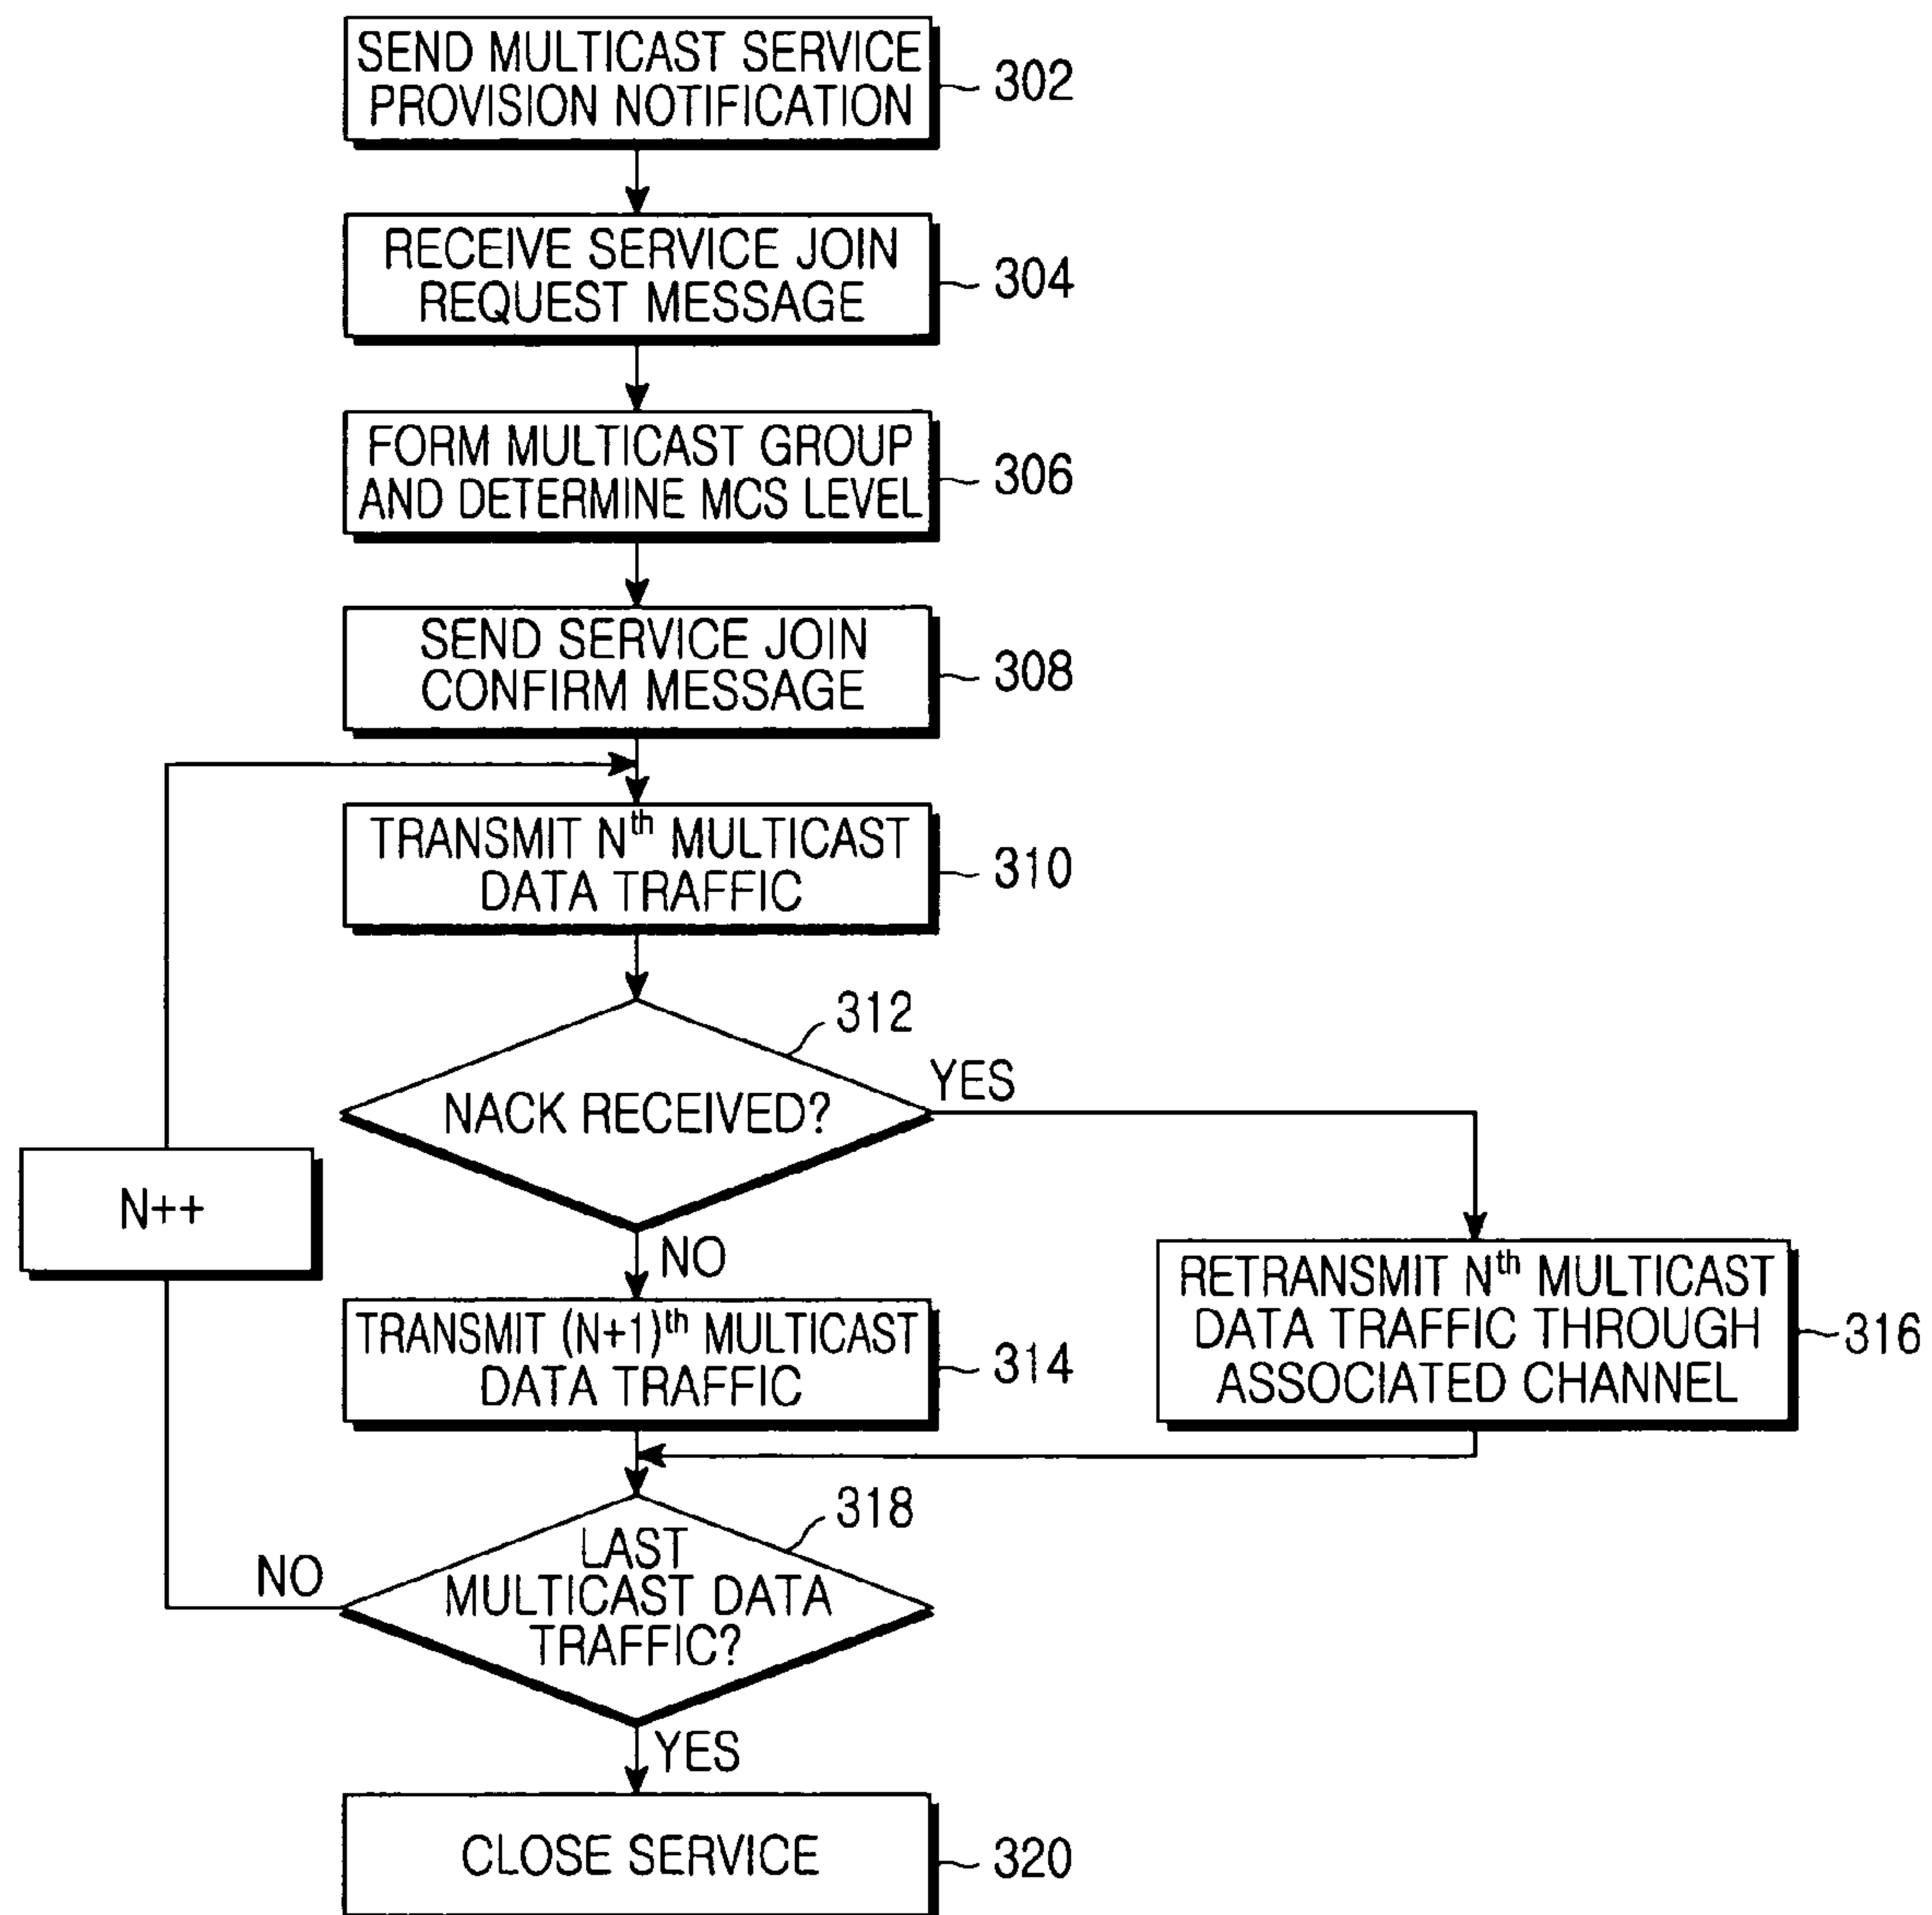 SEND MULTICAST SERVICE
PROVISION NOTIFICATION
302
RECEIVE SERVICE JOIN
REQUEST MESSAGE
304
FORM MULTICAST GROUP
AND DETERMINE MCS LEVEL
306
SEND SERVICE JOIN
CONFIRM MESSAGE
308
TRANSMIT Nth MULTICAST
DATA TRAFFIC
310
312
NACK RECEIVED?
YES
N++
NO
TRANSMIT (N+1)th MULTICAST
DATA TRAFFIC
314
RETRANSMIT Nth MULTICAST
DATA TRAFFIC THROUGH
ASSOCIATED CHANNEL
316
318
LAST
MULTICAST DATA
TRAFFIC?
NO
YES
CLOSE SERVICE
320